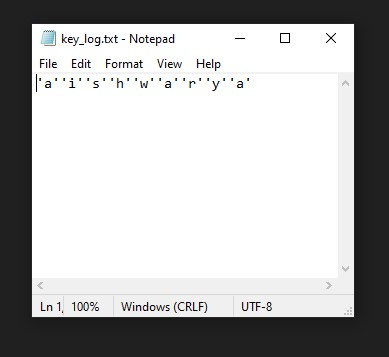 key_log.txt - Notepad
File Edit Format View Help
'a''i''s''h''w''a''r''y''a'
Ln 1, 100% Windows (CRLF) UTF-8